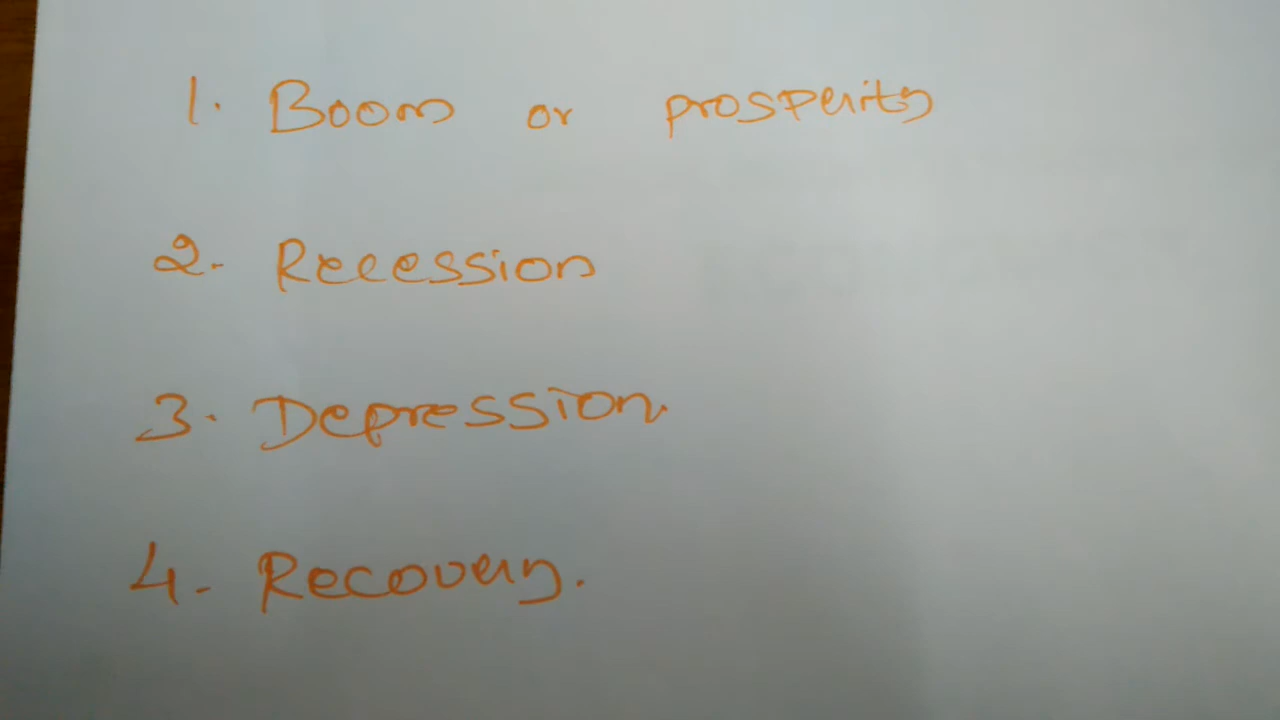 1. Boom or prosperity
2. Recession
3. Depression.
4. Recovery.